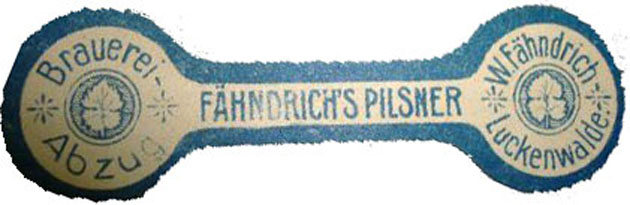 Brauerei-
Abzug
FÄHNDRICH'S PILSNER
W. Fähndrich
Luckenwalde.